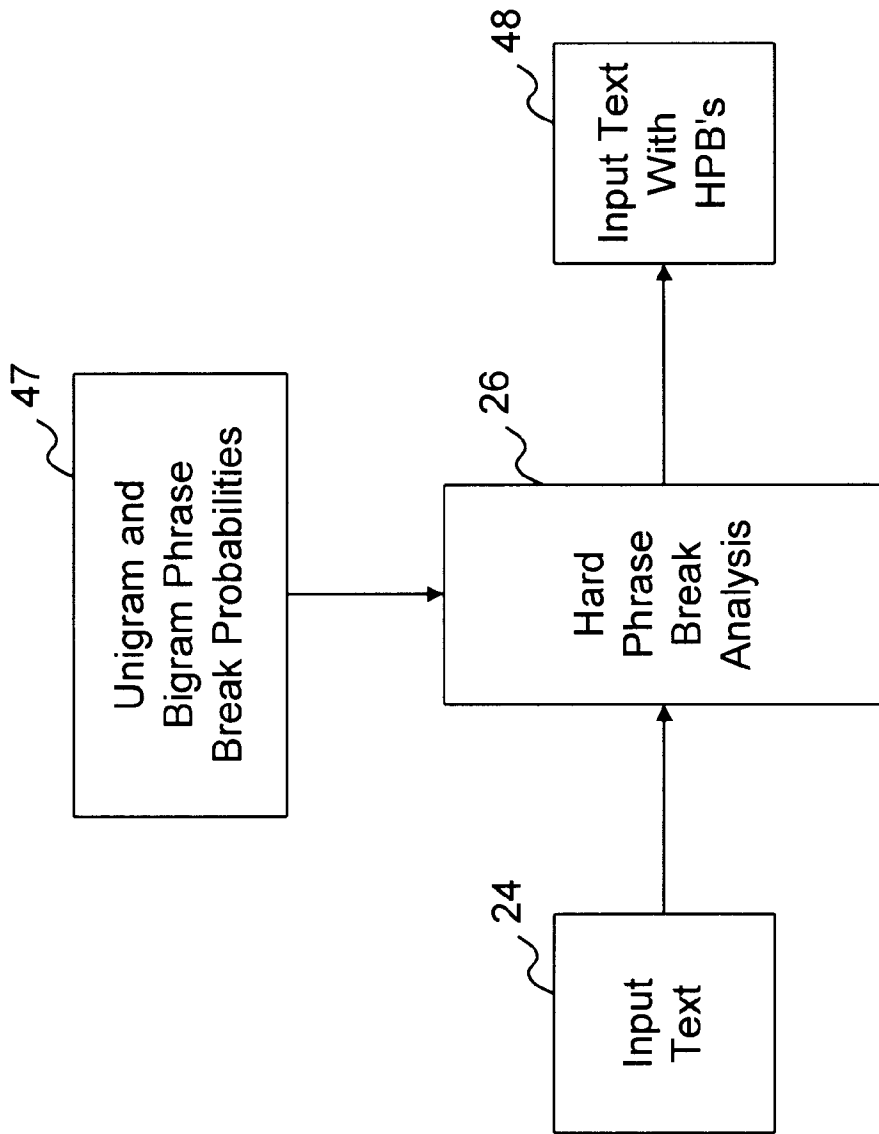 47
Unigram and
Bigram Phrase
Break Probabilities
24
Input
Text
26
Hard
Phrase
Break
Analysis
48
Input Text
With
HPB's